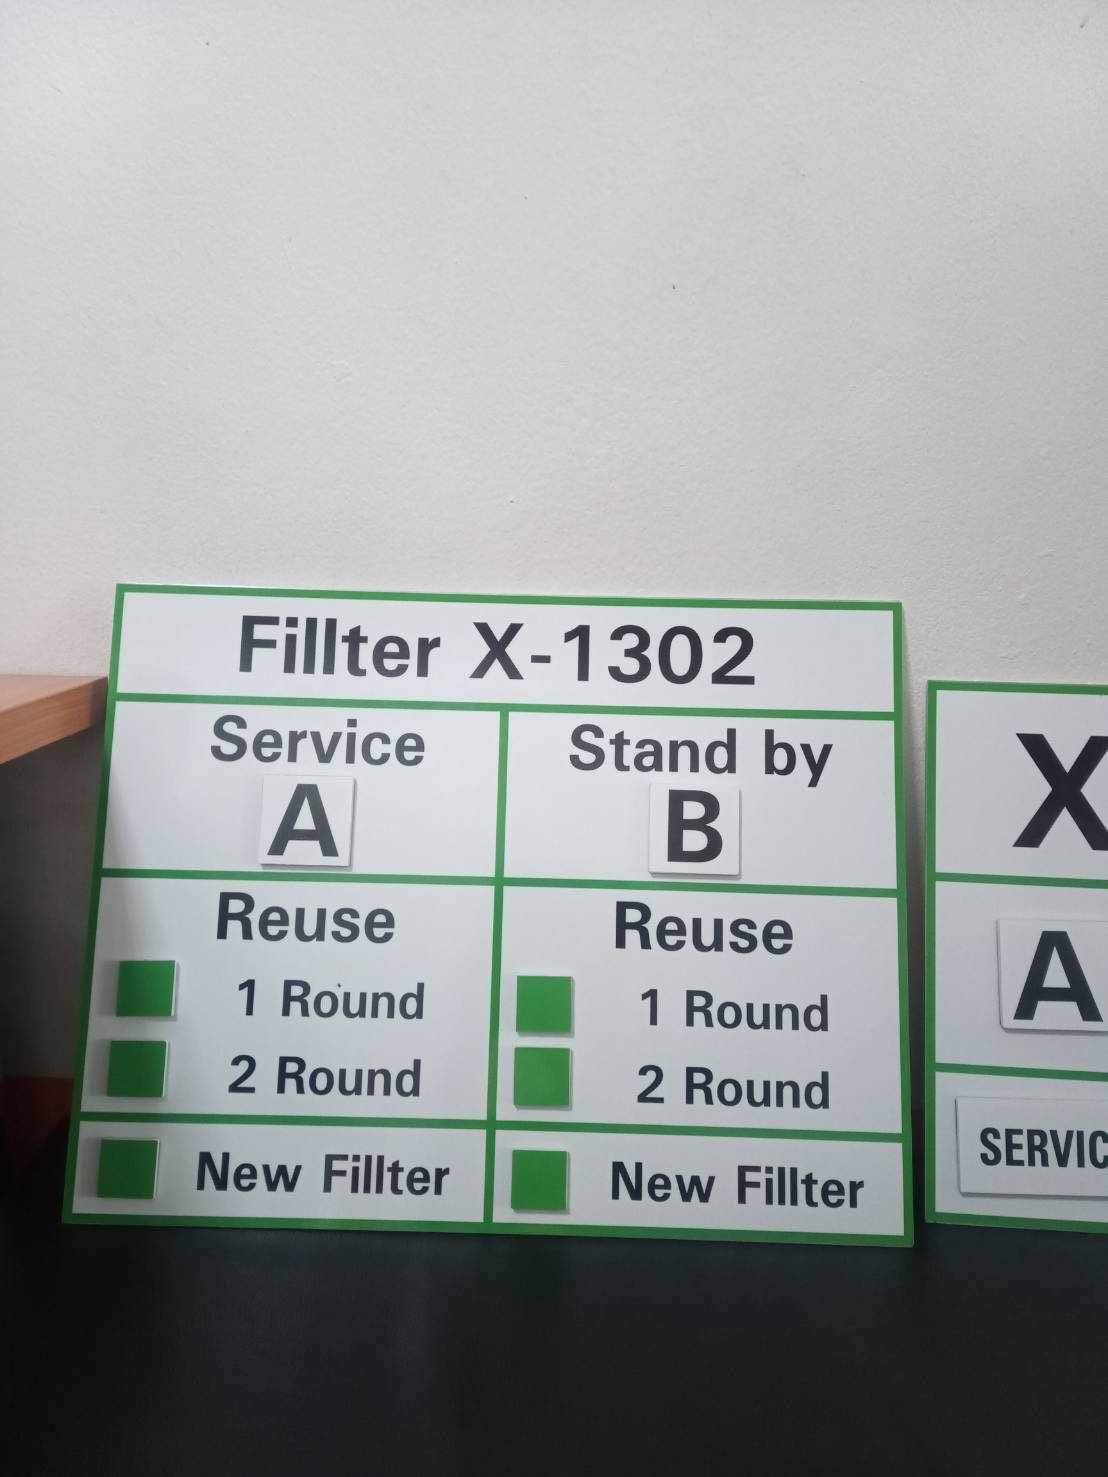 Fillter X-1302
Service
A
Stand by
B
Reuse
1 Round
2 Round
Reuse
1 Round
2 Round
New Fillter
New Fillter
X
A
SERVIC